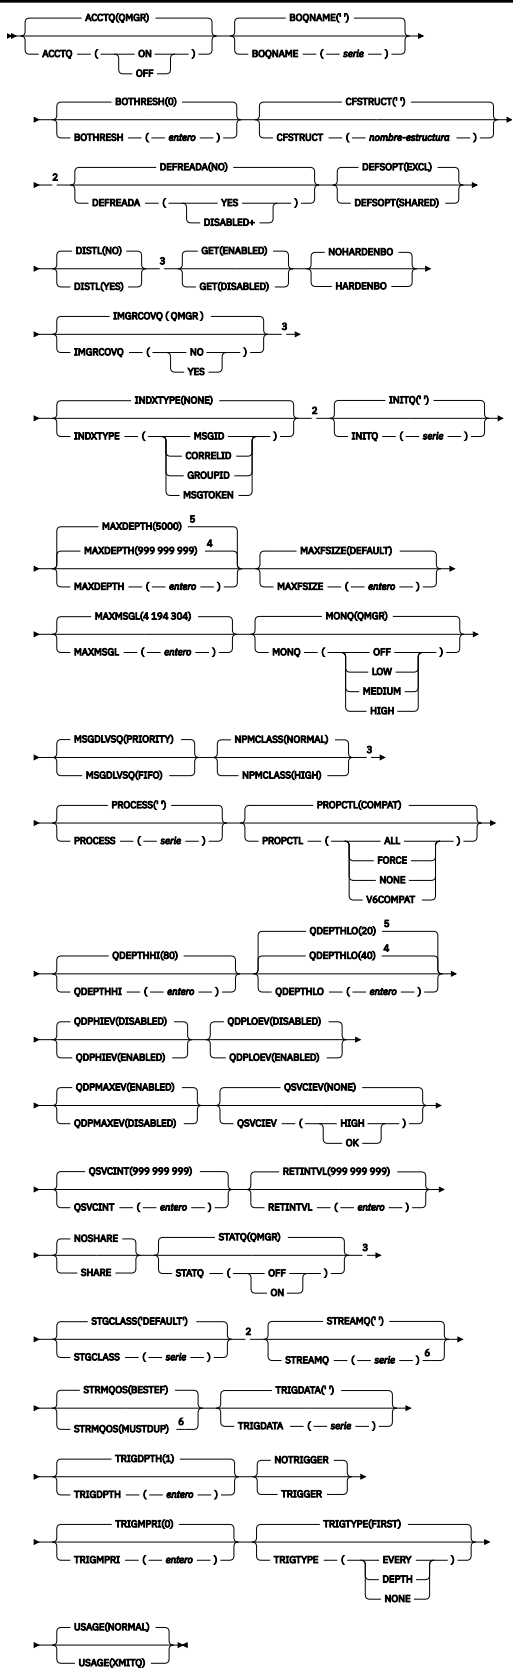 ACCTQ(QMGR) BOQNAME(' ')
ACCTQ ( ON ) BOQNAME ( serie )
OFF
BOTHRESH(0) CFSTRUCT(' ')
BOTHRESH ( entero ) CFSTRUCT ( nombre-estructura )
2 DEFREADA(NO) DEFSOPT(EXCL)
DEFREADA ( YES ) DEFSOPT(SHARED)
DISABLED+
DISTL(NO) 3 GET(ENABLED) NOHARDENBO
DISTL(YES) GET(DISABLED) HARDENBO
IMGRCOVQ ( QMGR ) 3
IMGRCOVQ ( NO )
YES
INDXTYPE(NONE) 2 INITQ(' ')
INDXTYPE ( MSGID ) INITQ ( serie )
CORRELID
GROUPID
MSGTOKEN
MAXDEPTH(5000) 5
MAXDEPTH(999 999 999) 4 MAXFSIZE(DEFAULT)
MAXDEPTH ( entero ) MAXFSIZE ( entero )
MAXMSGL(4 194 304) MONQ(QMGR)
MAXMSGL ( entero ) MONQ ( OFF )
LOW
MEDIUM
HIGH
MSGDLVSQ(PRIORITY) NPMCLASS(NORMAL) 3
MSGDLVSQ(FIFO) NPMCLASS(HIGH)
PROCESS(' ') PROPCTL(COMPAT)
PROCESS ( serie ) PROPCTL ( ALL )
FORCE
NONE
V6COMPAT
QDEPTHLO(20) 5
QDEPTHHI(80) QDEPTHLO(40) 4
QDEPTHHI ( entero ) QDEPTHLO ( entero )
QDPHIEV(DISABLED) QDPLOEV(DISABLED)
QDPHIEV(ENABLED) QDPLOEV(ENABLED)
QDPMAXEV(ENABLED) QSVCIEV(NONE)
QDPMAXEV(DISABLED) QSVCIEV ( HIGH )
OK
QSVCINT(999 999 999) RETINTVL(999 999 999)
QSVCINT ( entero ) RETINTVL ( entero )
NOSHARE STATQ(QMGR) 3
SHARE STATQ ( OFF )
ON
STGCLASS('DEFAULT') 2 STREAMQ(' ')
STGCLASS ( serie ) STREAMQ ( serie ) 6
STRMQOS(BESTEF) TRIGDATA(' ')
STRMQOS(MUSTDUP) 6 TRIGDATA ( serie )
TRIGDPTH(1) NOTRIGGER
TRIGDPTH ( entero ) TRIGGER
TRIGMPRI(0) TRIGTYPE(FIRST)
TRIGMPRI ( entero ) TRIGTYPE ( EVERY )
DEPTH
NONE
USAGE(NORMAL)
USAGE(XMITQ)